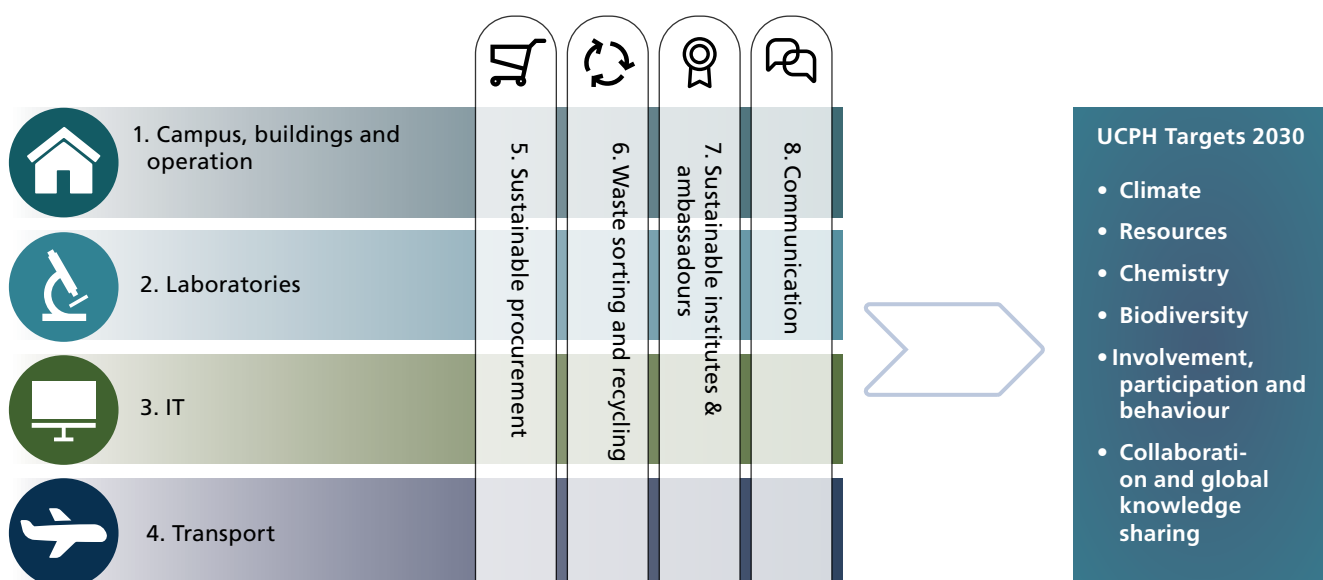 1. Campus, buildings and
operation
2. Laboratories
3. IT
4. Transport
5. Sustainable procurement
6. Waste sorting and recycling
7. Sustainable institutes &
ambassadours
8. Communication
UCPH Targets 2030
• Climate
• Resources
• Chemistry
• Biodiversity
• Involvement,
participation and
behaviour
• Collaborati-
on and global
knowledge
sharing